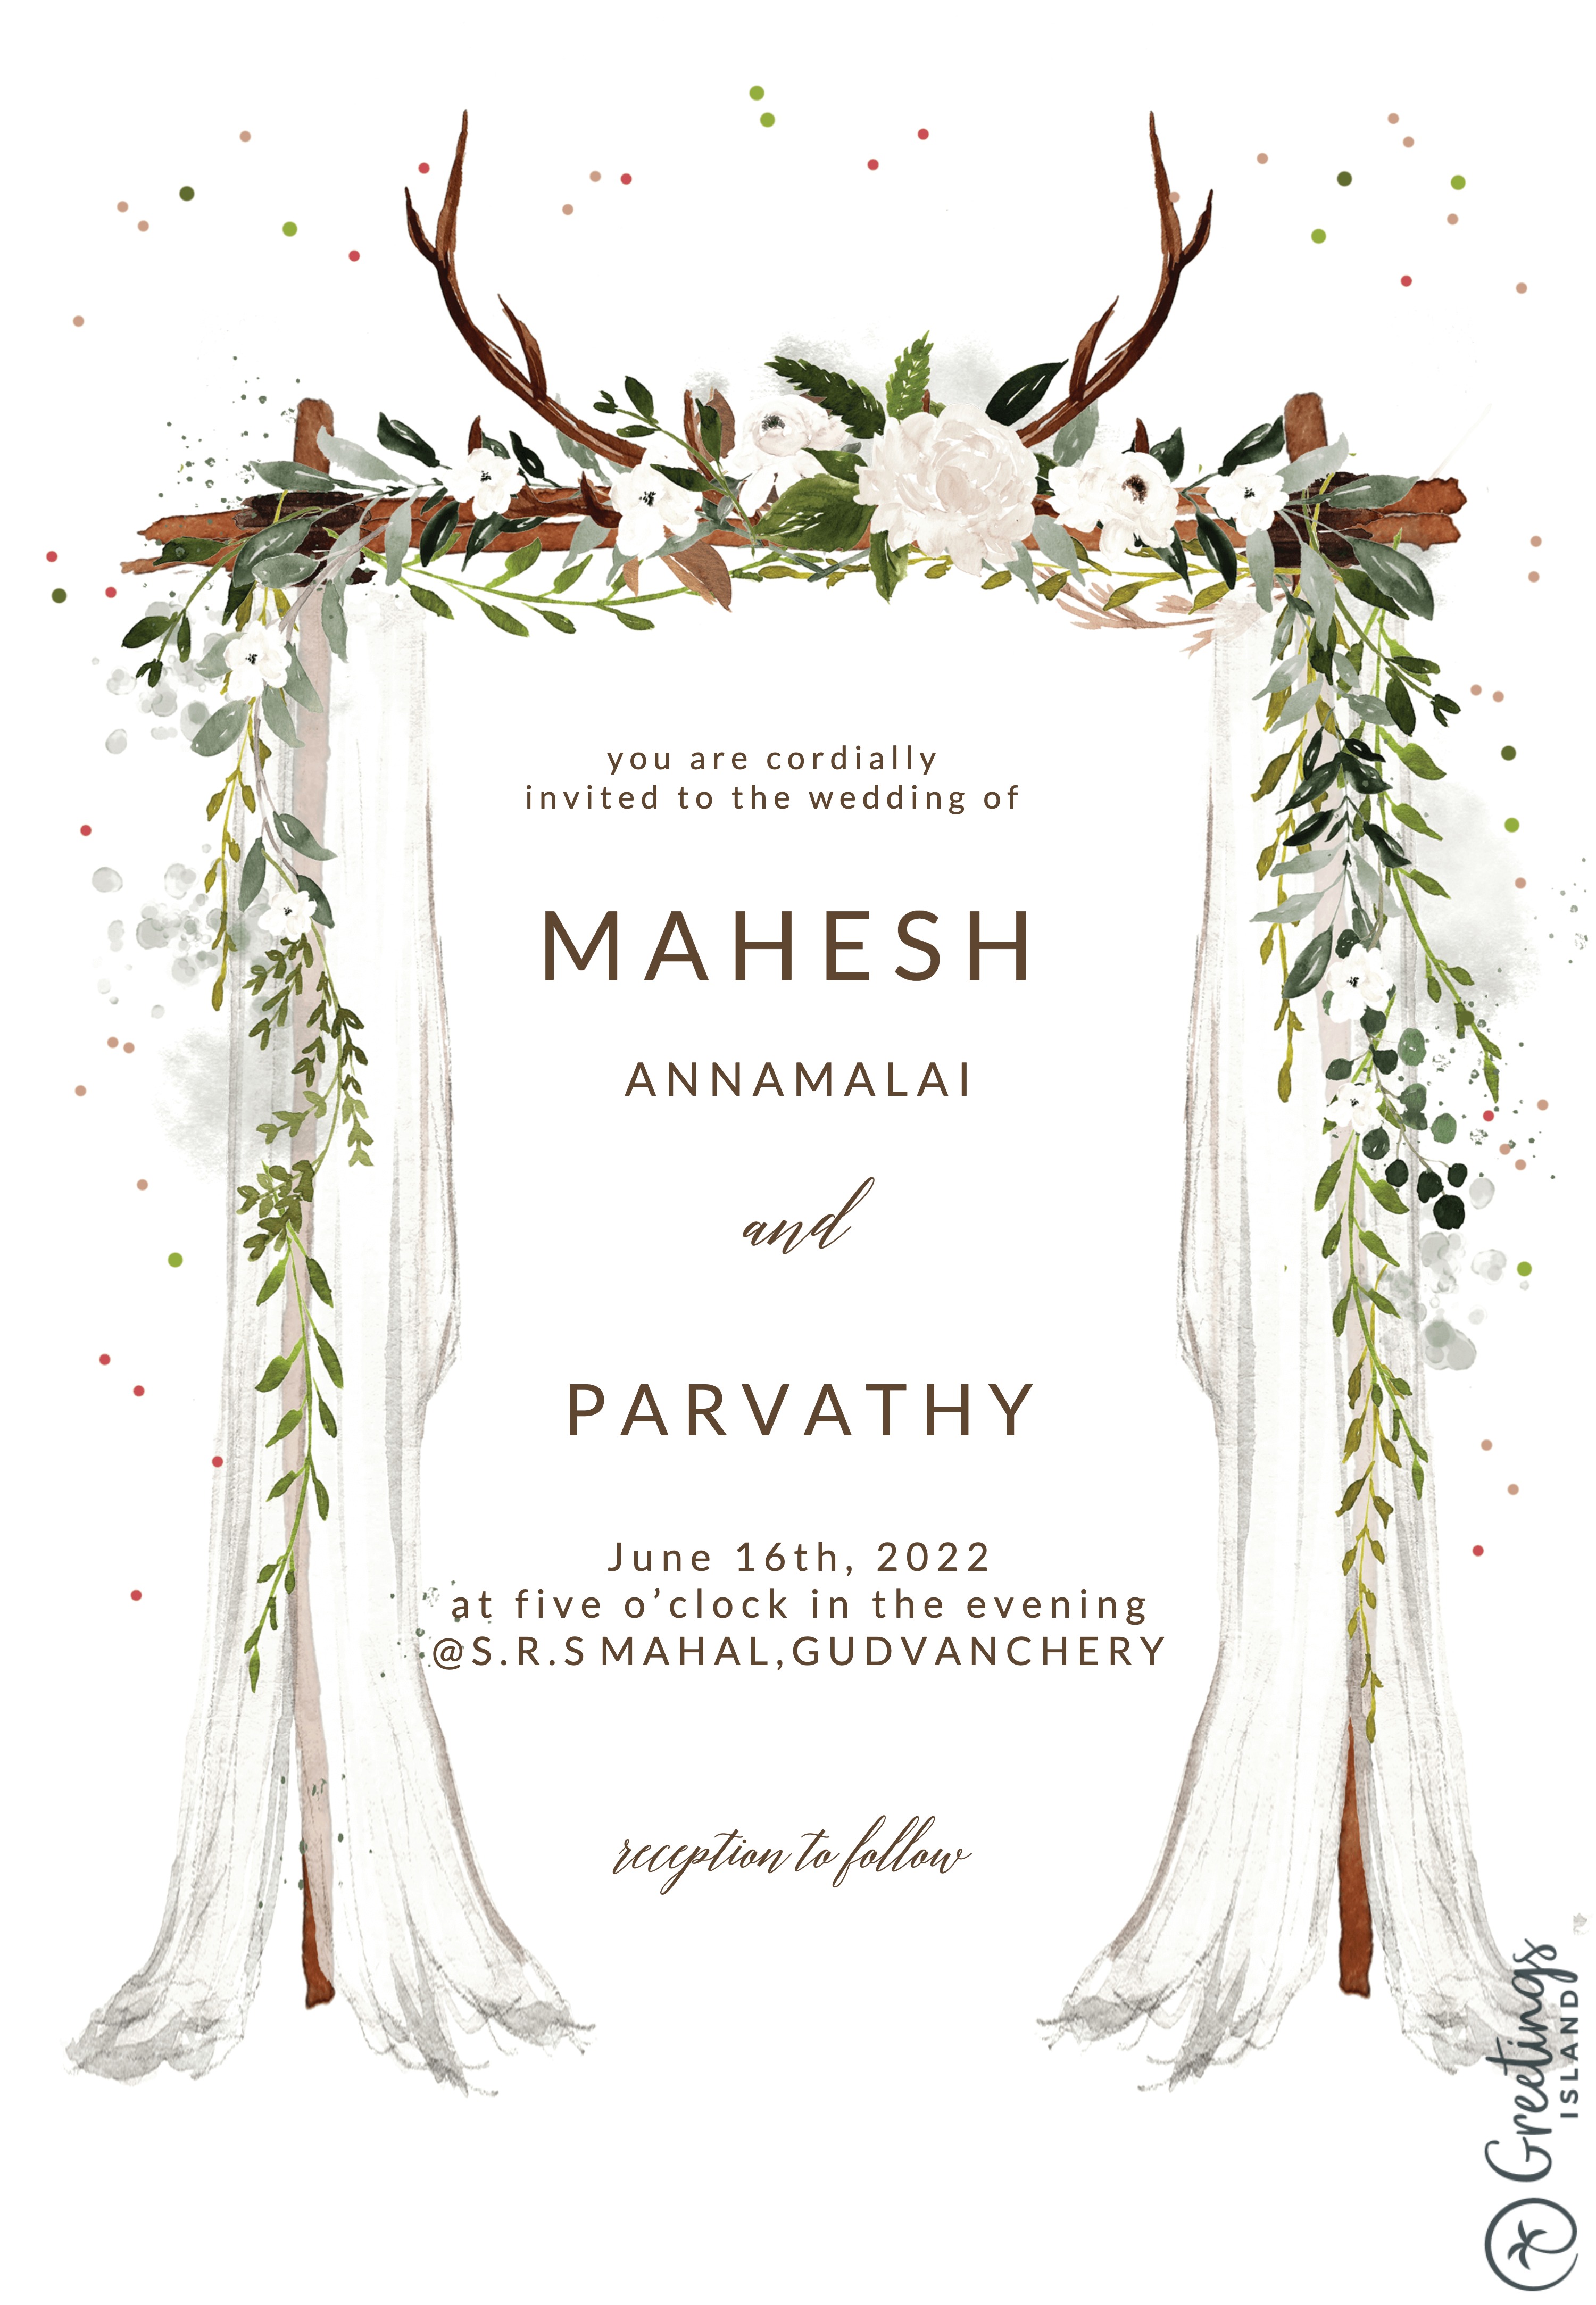 you are cordially
invited to the wedding of
MAHESH
ANNAMALAI
and
PARVATHY
June 16th, 2022
at five o’clock in the evening
@S.R.S MAHAL,GUDVANCHERY
reception to follow
Greetings
ISLAND